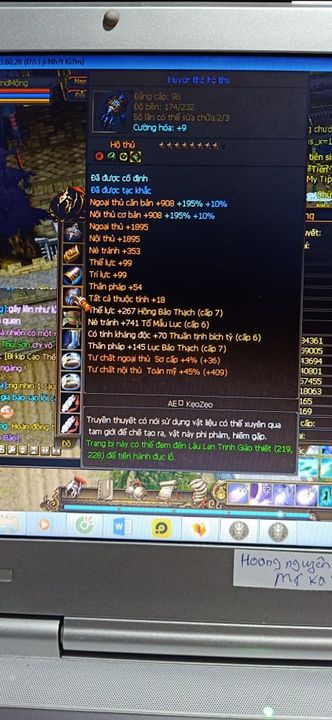 Huyền thế hộ thủ
Đẳng cấp: 96
Độ bền: 174/232
Số lần có thể sửa chữa:2/3
Cường hóa: +9
Hộ thủ
Đã được cố định
Đã được tạc khắc
Ngoại thủ căn bản +908 +195% +10%
Nội thủ cơ bản +908 +195% +10%
Ngoại thủ +1895
Nội thủ +1895
Né tránh +353
Thể lực +99
Trí lực +99
Thân pháp +54
Tất cả thuộc tính +18
Thể lực +267 Hồng Bảo Thạch (cấp 7)
Né tránh +741 Tổ Mẫu Lục (cấp 6)
Có tính kháng độc +70 Thuần tịnh bích tỷ (cấp 6)
Thân pháp +145 Lục Bảo Thạch (cấp 7)
Tư chất ngoại thủ Sơ cấp +4% (+36)
Tư chất nội thủ Toàn mỹ +45% (+409)
KẹoZẹo
Truyền thuyết có nói sử dụng vật liệu có thể xuyên qua
tam giới để chế tạo ra, vật này phi phàm, hiếm gặp.
Trang bị này có thể đem đến Lâu Lan Trinh Giảo thiết (219,
228) để tiến hành đục lỗ.
Hoang nguyên